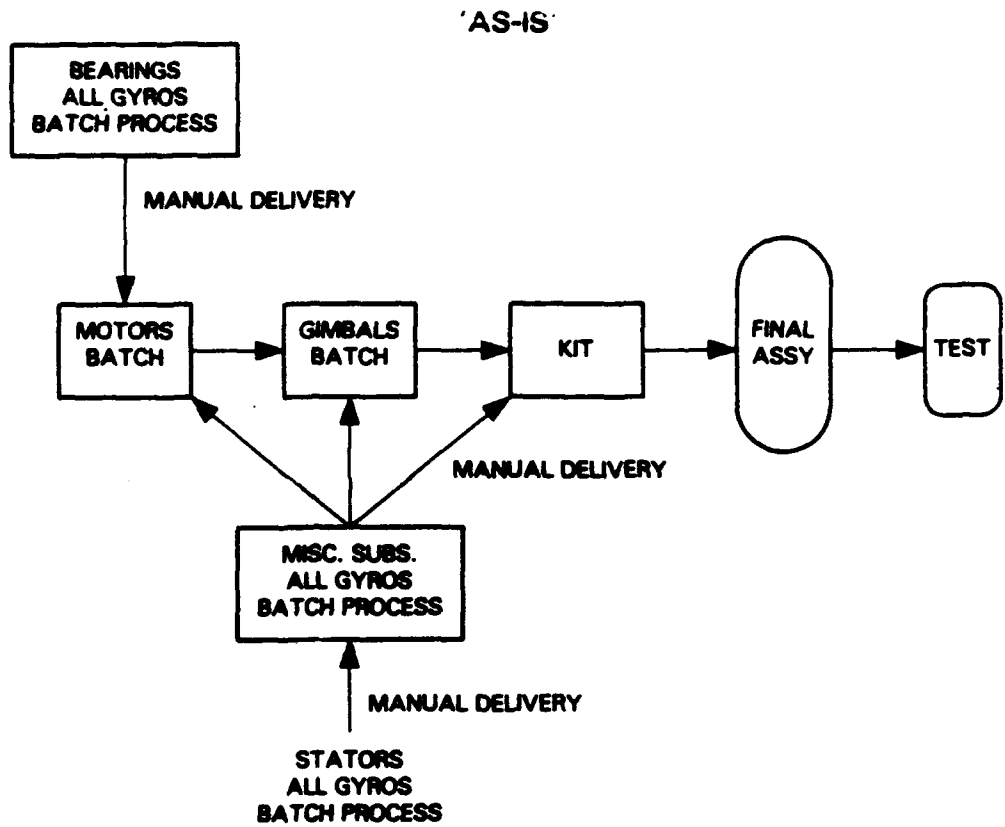 'AS-IS'
BEARINGS
ALL GYROS
BATCH PROCESS
MANUAL DELIVERY
MOTORS
BATCH
GIMBALS
BATCH
KIT
FINAL
ASSY
TEST
MANUAL DELIVERY
MISC. SUBS.
ALL GYROS
BATCH PROCESS
MANUAL DELIVERY
STATORS
ALL GYROS
BATCH PROCESS